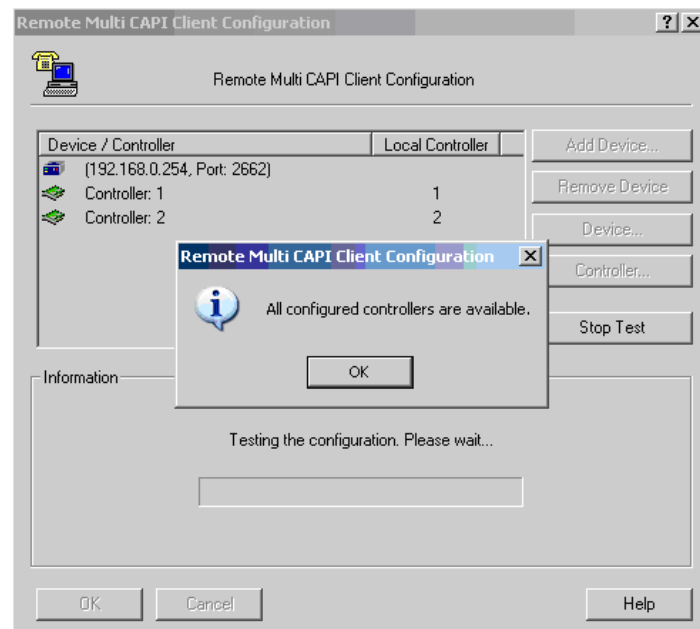 Remote Multi CAPI Client Configuration
Remote Multi CAPI Client Configuration
Device / Controller Local Controller
(192.168.0.254, Port: 2662)
Controller: 1 1
Controller: 2 2
Add Device...
Remove Device
Device...
Controller...
Stop Test
Remote Multi CAPI Client Configuration
All configured controllers are available.
OK
Information
Testing the configuration. Please wait...
OK Cancel Help